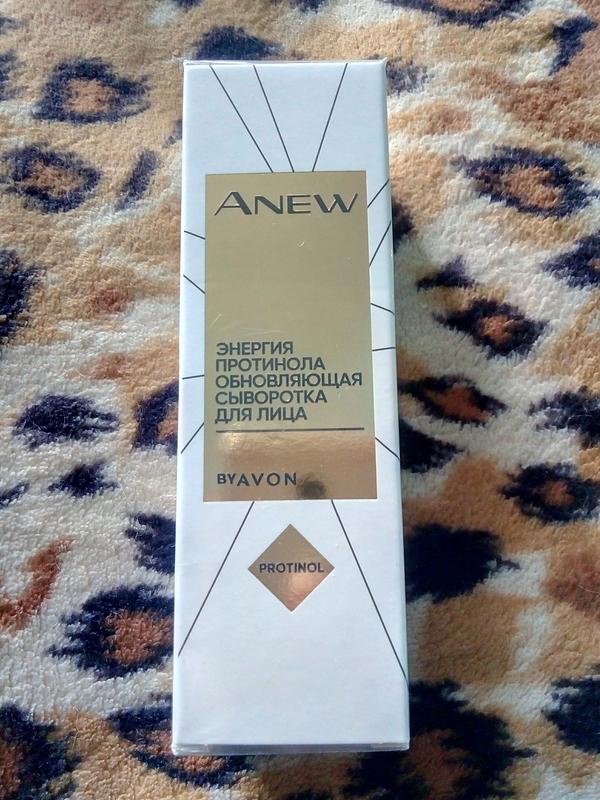 ANEW
ЭНЕРГИЯ
ПРОТИНОЛА
ОБНОВЛЯЮЩАЯ
СЫВОРОТКА
ДЛЯ ЛИЦА
BY AVON
PROTINOL